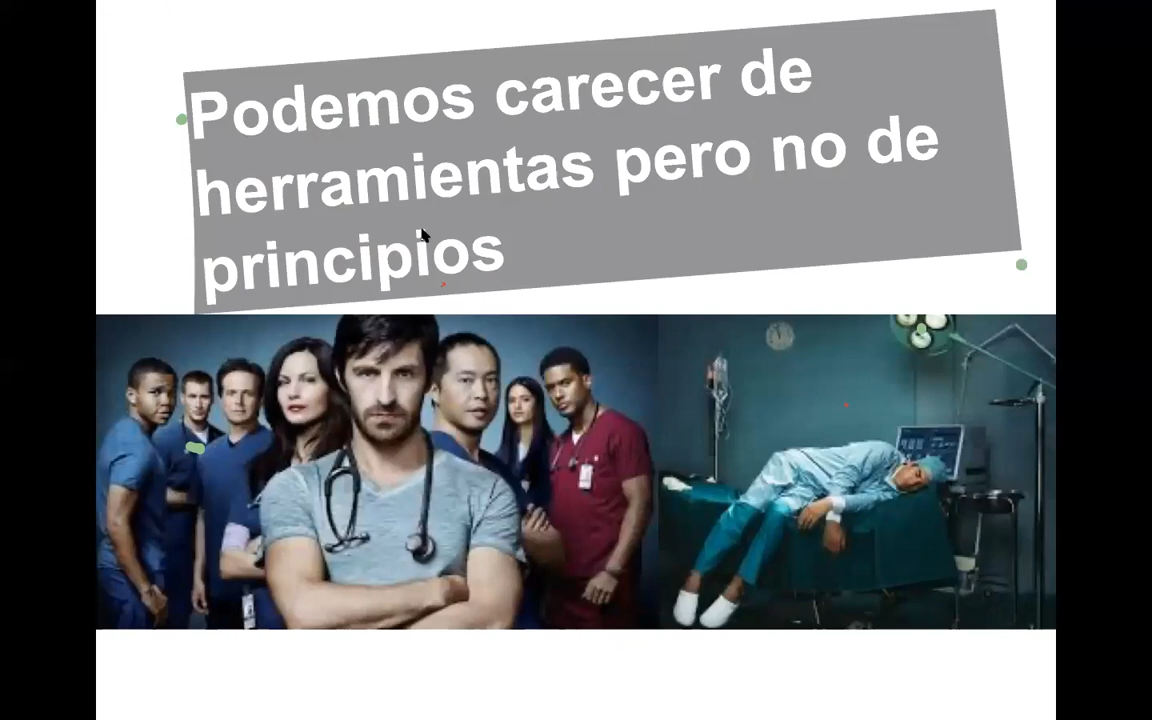 Podemos carecer de
herramientas pero no de
principios